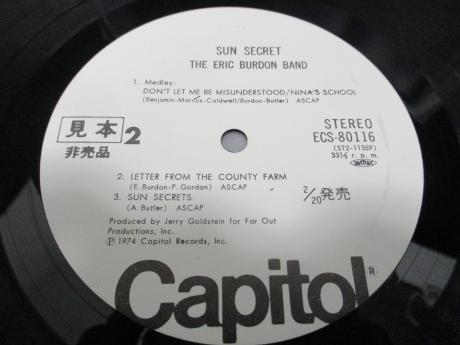 SUN SECRET
THE ERIC BURDON BAND
1. Medley:
DON'T LET ME BE MISUNDERSTOOD/NINA'S SCHOOL
(Benjamin-Marcus-Caldwell/Burdon-Butler) ASCAP
見本 2
非売品
STEREO
ECS-80116
(ST2-11359)
33⅓ r. p. m.
2. LETTER FROM THE COUNTY FARM
(E. Burdon-P. Gordon) ASCAP
3. SUN SECRETS
(A. Butler) ASCAP
2/20発売
Produced by Jerry Goldstein for Far Out
Productions, Inc.
Ⓟ 1974 Capitol Records, Inc.
Capitol®